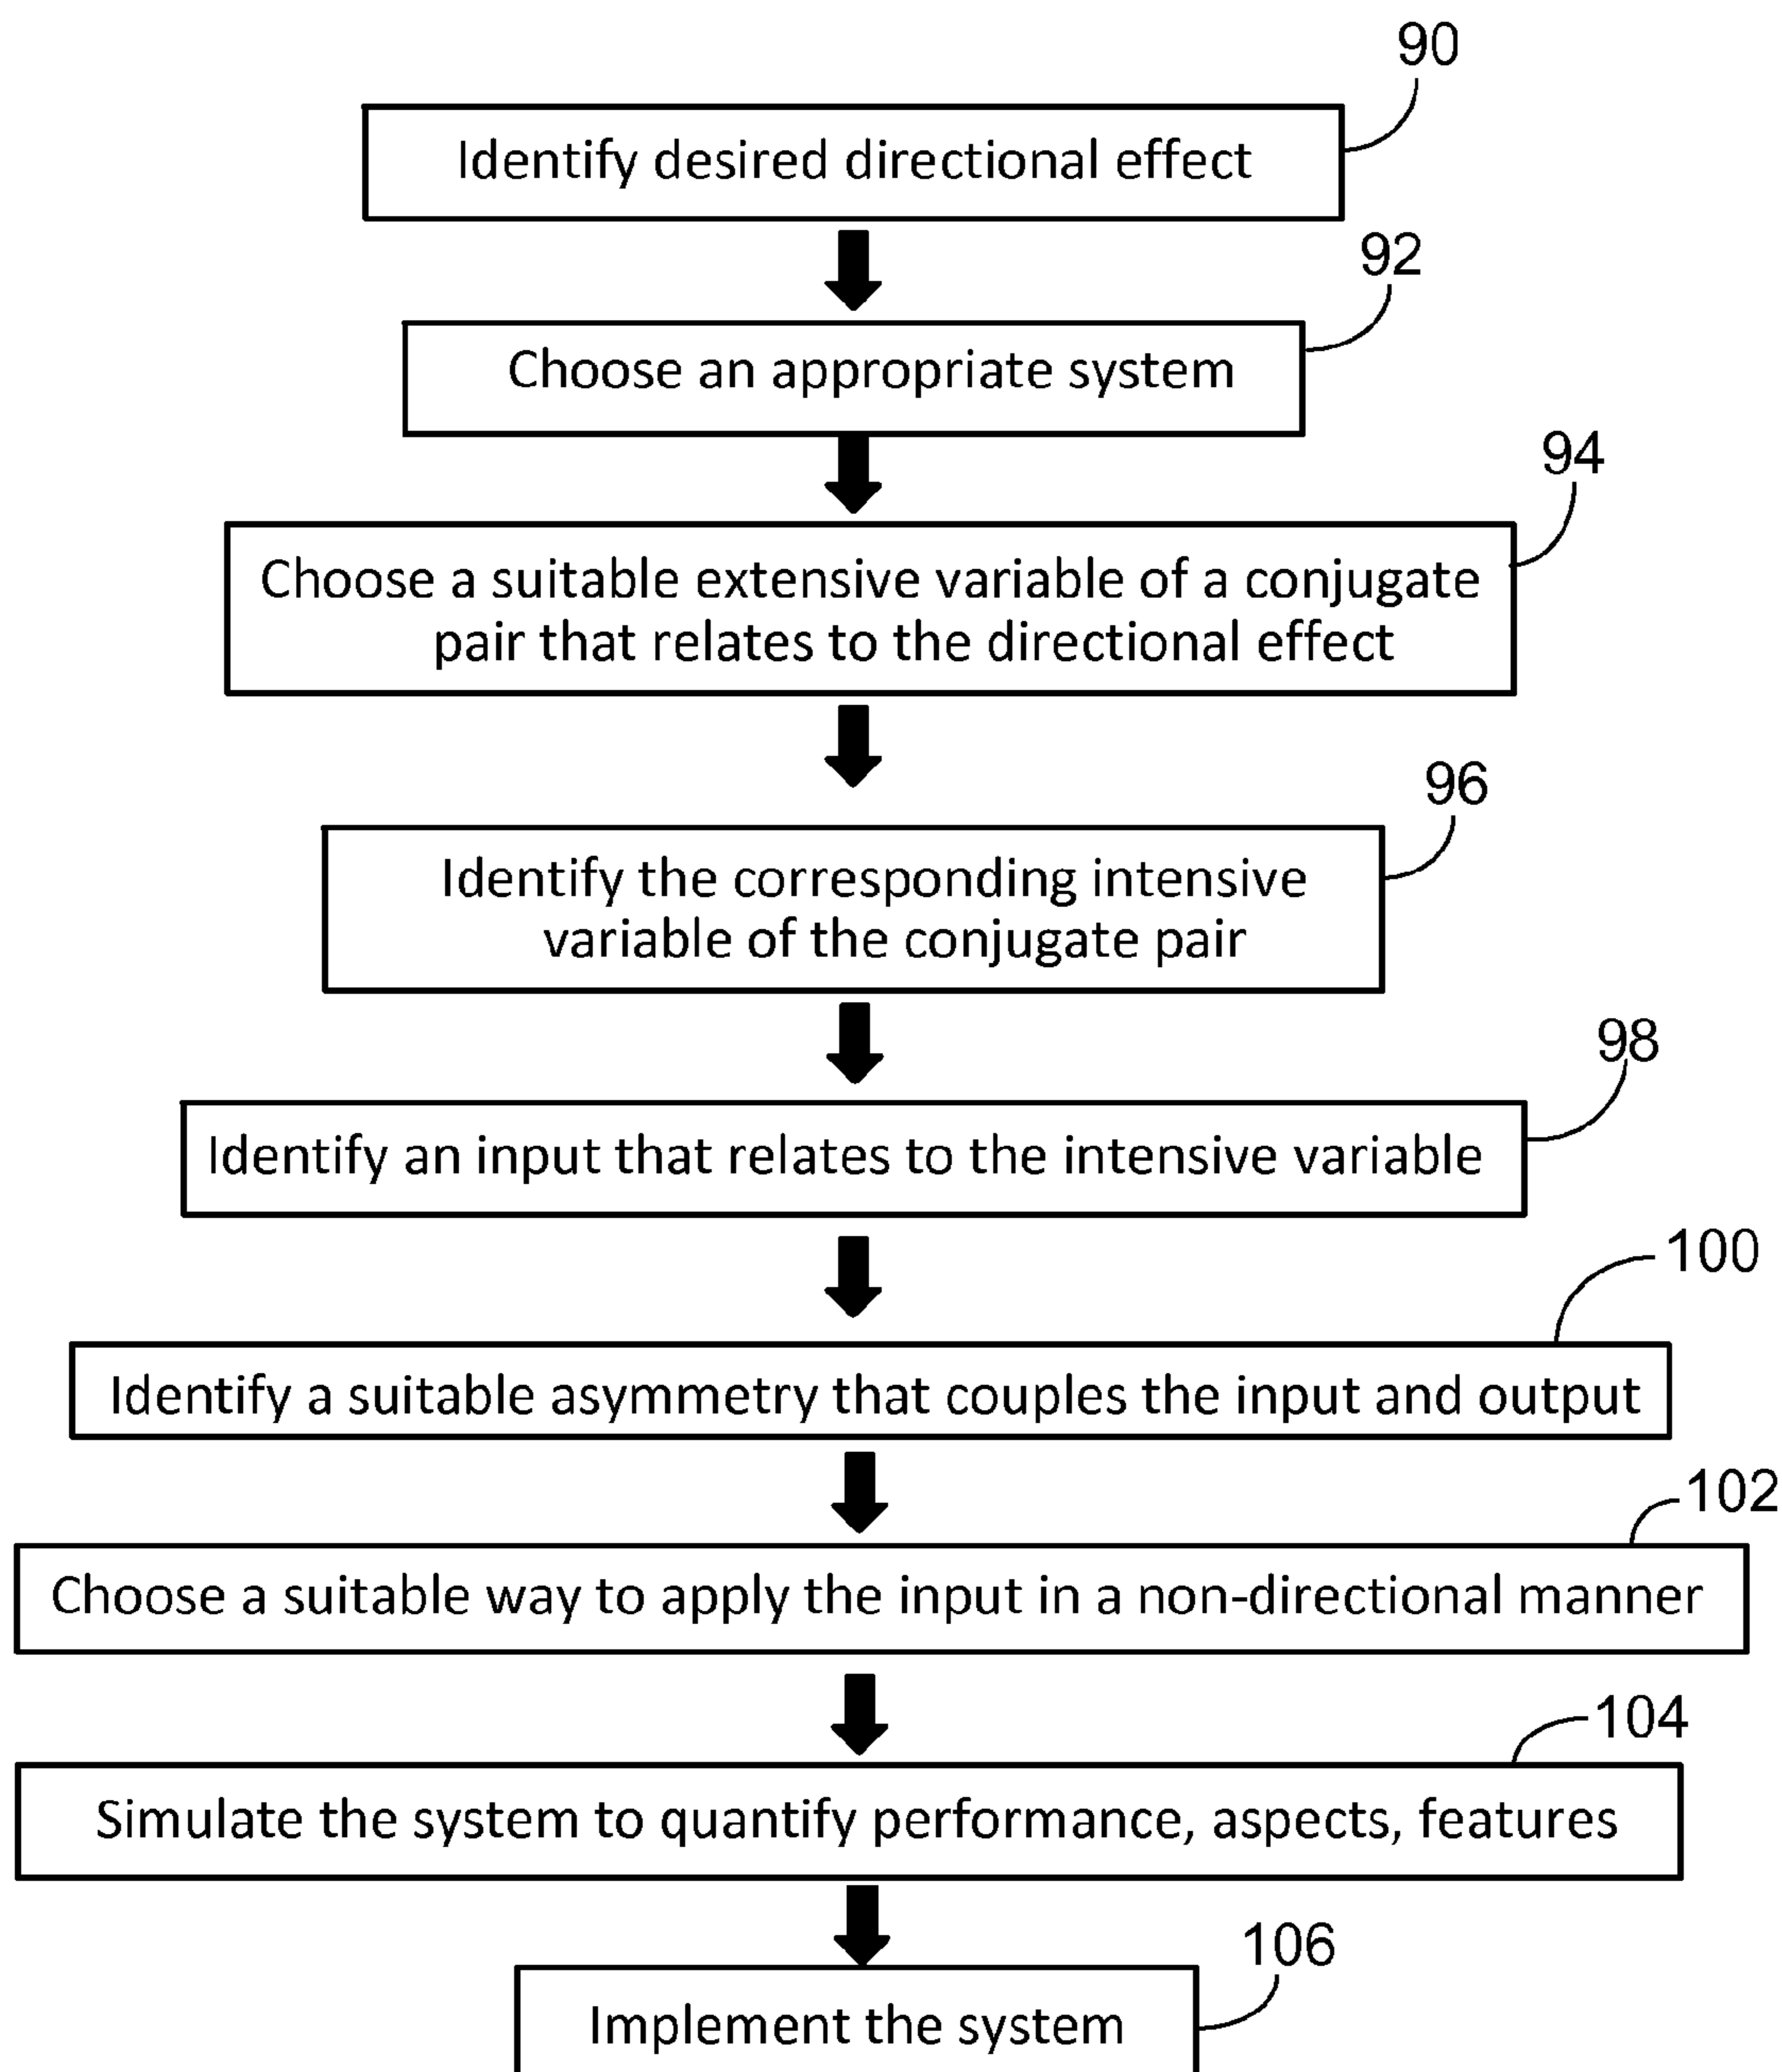 90
Identify desired directional effect
92
Choose an appropriate system
94
Choose a suitable extensive variable of a conjugate
pair that relates to the directional effect
96
Identify the corresponding intensive
variable of the conjugate pair
98
Identify an input that relates to the intensive variable
100
Identify a suitable asymmetry that couples the input and output
102
Choose a suitable way to apply the input in a non-directional manner
104
Simulate the system to quantify performance, aspects, features
106
Implement the system